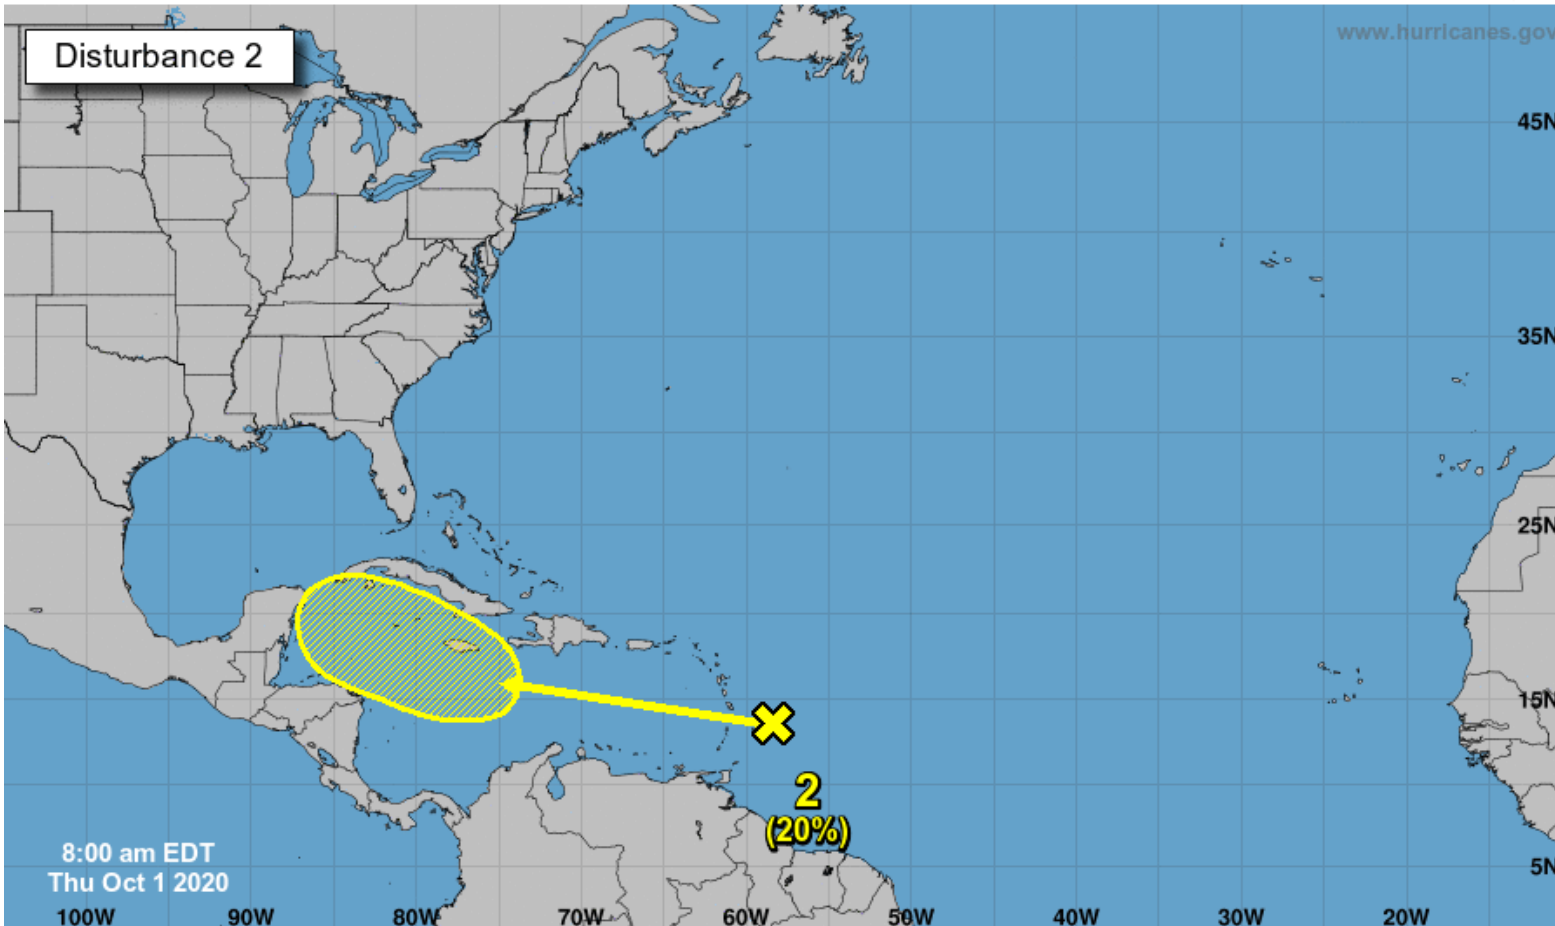 Disturbance 2
www.hurricanes.gov
45N
35N
25N
15N
2
(20%)
8:00 am EDT
Thu Oct 1 2020
5N
100W 90W 80W 70W 60W 50W 40W 30W 20W